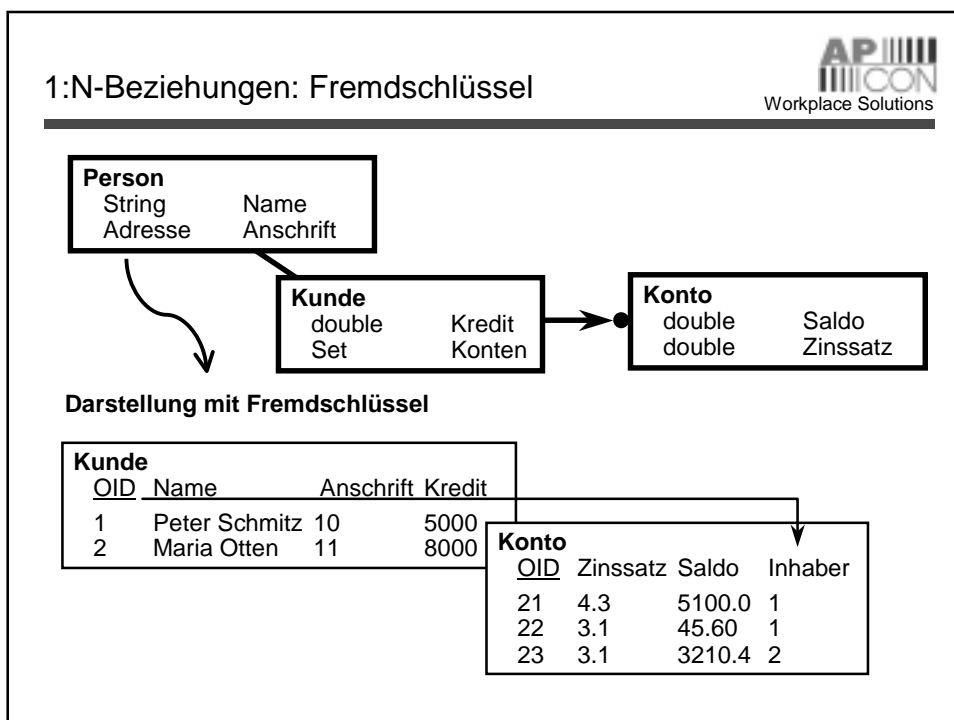 1:N-Beziehungen: Fremdschlüssel
AP
CON
Workplace Solutions
Person
String Name
Adresse Anschrift
Kunde
double Kredit
Set Konten
Konto
double Saldo
double Zinssatz
Darstellung mit Fremdschlüssel
Kunde
OID Name Anschrift Kredit
1 Peter Schmitz 10 5000
2 Maria Otten 11 8000
Konto
OID Zinssatz Saldo Inhaber
21 4.3 5100.0 1
22 3.1 45.60 1
23 3.1 3210.4 2